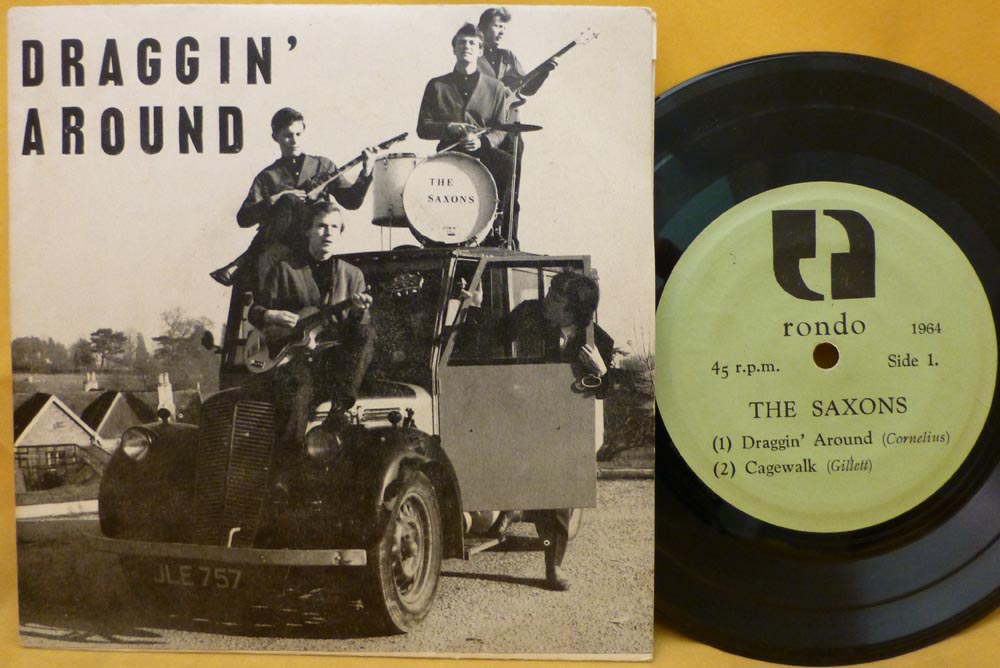 DRAGGIN'
AROUND
THE
SAXONS
JLE 757
rondo
1964
45 r.p.m.
Side 1.
THE SAXONS
(1) Draggin' Around (Cornelius)
(2) Cagewalk (Gillett)